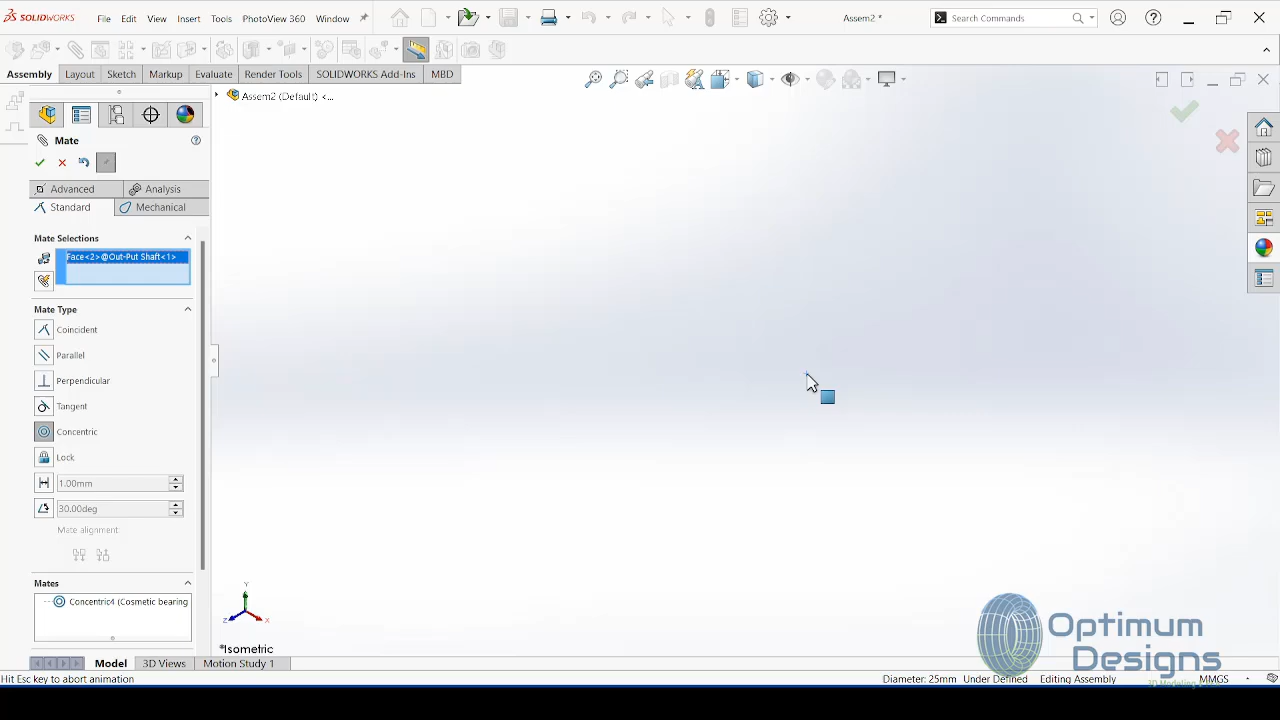 SOLIDWORKS File Edit View Insert Tools PhotoView 360 Window Assem2 * Search Commands
Assembly Layout Sketch Markup Evaluate Render Tools SOLIDWORKS Add-Ins MBD
Assem2 (Default) <...
Mate
Advanced Analysis
Standard Mechanical
Mate Selections
Face<2>@Out-Put Shaft<1>
Mate Type
Coincident
Parallel
Perpendicular
Tangent
Concentric
Lock
1.00mm
30.00deg
Mate alignment
Mates
Concentric4 (Cosmetic bearing
Y
Z X
*Isometric
Optimum
Designs
Model 3D Views Motion Study 1
Hit Esc key to abort animation Diameter: 25mm Under Defined Editing Assembly MMGS